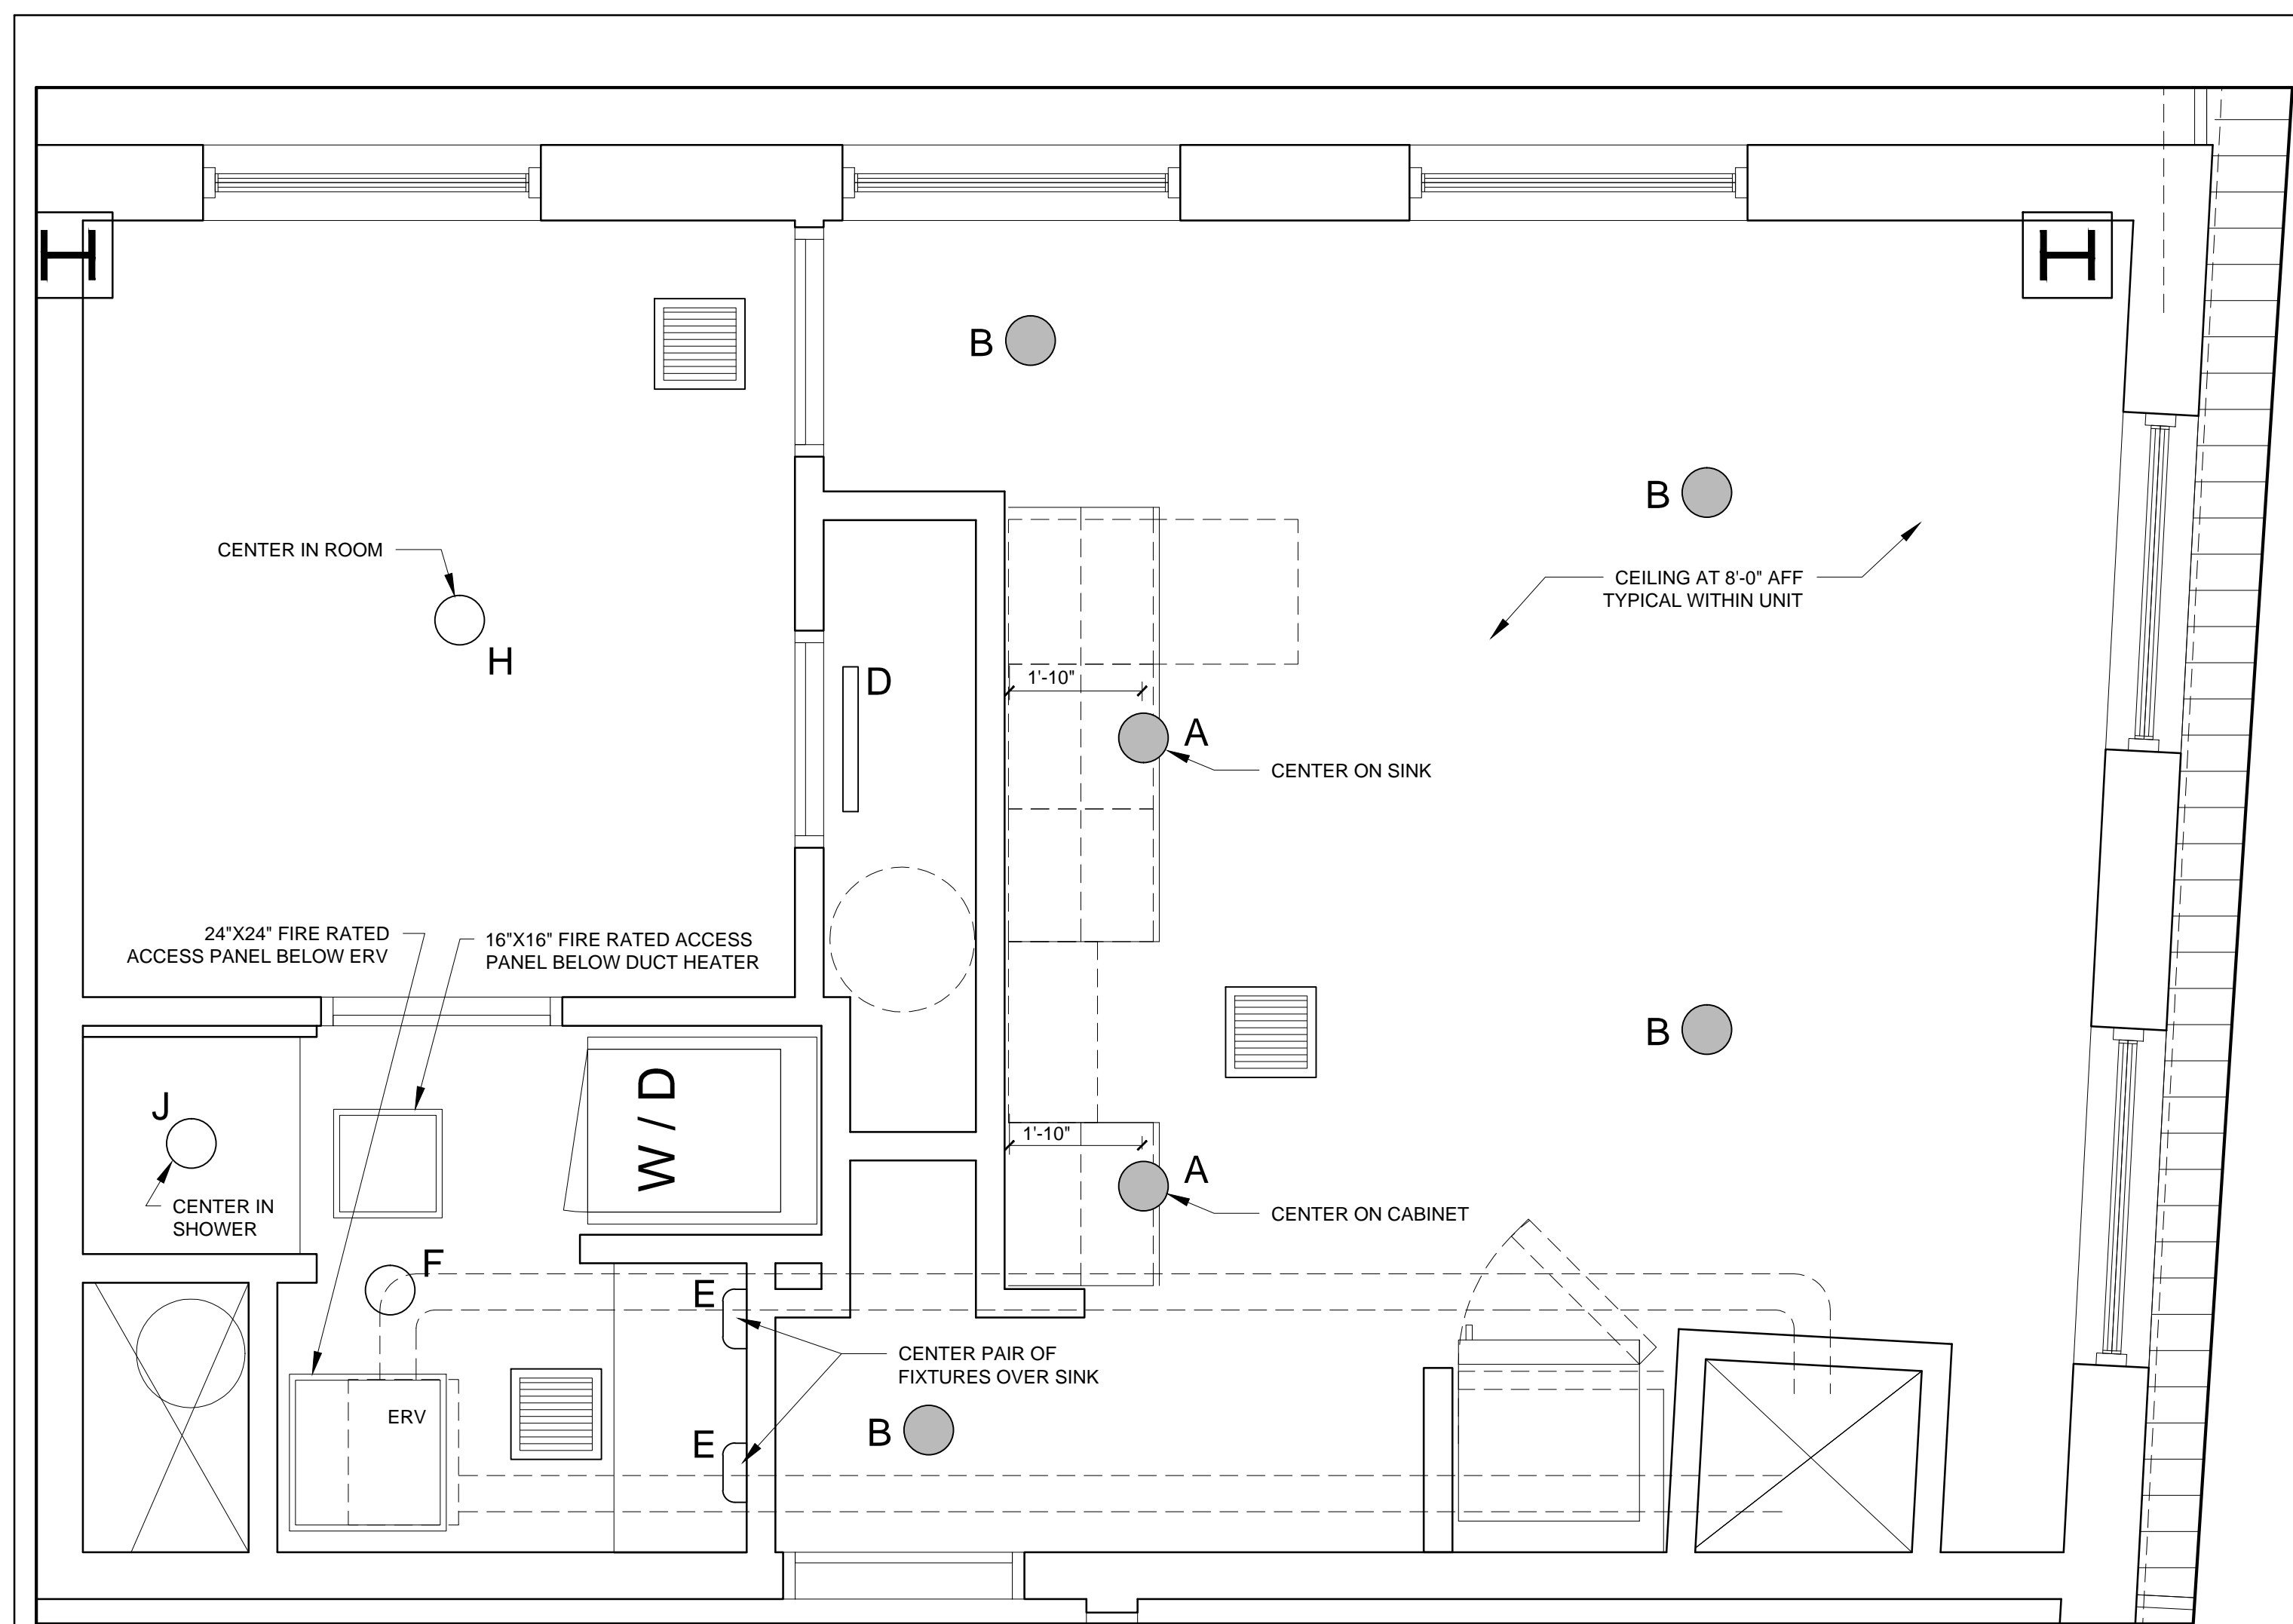 B
B
CENTER IN ROOM
H
CEILING AT 8'-0" AFF
TYPICAL WITHIN UNIT
D
1'-10"
A
CENTER ON SINK
24"X24" FIRE RATED
ACCESS PANEL BELOW ERV
16"X16" FIRE RATED ACCESS
PANEL BELOW DUCT HEATER
B
J
W / D
1'-10"
A
CENTER IN
SHOWER
CENTER ON CABINET
F
E
CENTER PAIR OF
FIXTURES OVER SINK
ERV
E
B